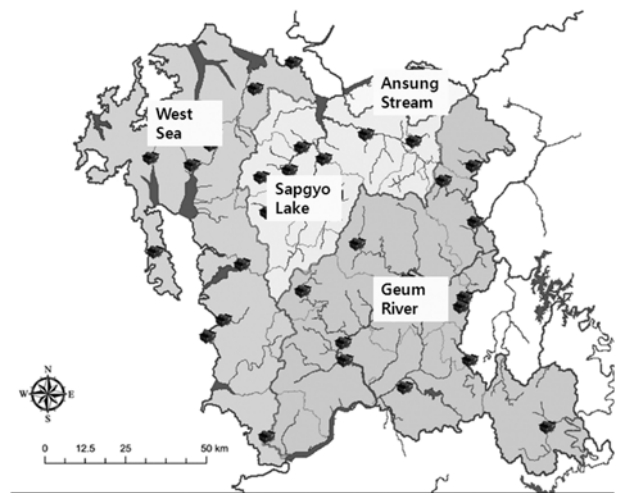 Ansung
Stream
West
Sea
Sapgyo
Lake
Geum
River
N
W E
S
0 12.5 25 50 km